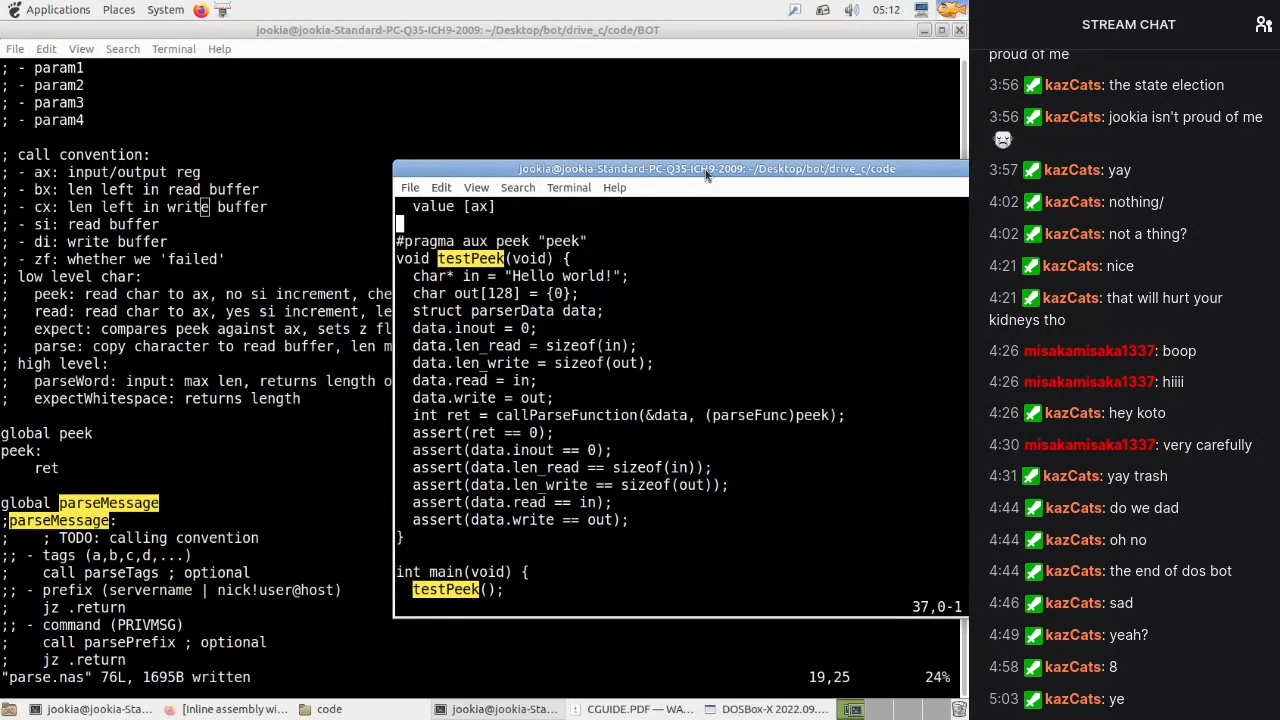 Applications Places System 05:12
jookia@jookia-Standard-PC-Q35-ICH9-2009: ~/Desktop/bot/drive_c/code/BOT
File Edit View Search Terminal Help
; - param1
; - param2
; - param3
; - param4
; call convention:
; - ax: input/output reg
; - bx: len left in read buffer
; - cx: len left in write buffer
; - si: read buffer
; - di: write buffer
; - zf: whether we 'failed'
; low level char:
;   peek: read char to ax, no si increment, che
;   read: read char to ax, yes si increment, le
;   expect: compares peek against ax, sets z fl
;   parse: copy character to read buffer, len m
; high level:
;   parseWord: input: max len, returns length o
;   expectWhitespace: returns length
global peek
peek:
    ret
global parseMessage
;parseMessage:
;    ; TODO: calling convention
;; - tags (a,b,c,d,...)
;    call parseTags ; optional
;; - prefix (servername | nick!user@host)
;    jz .return
;; - command (PRIVMSG)
;    call parsePrefix ; optional
;    jz .return
"parse.nas" 76L, 1695B written 19,25 24%
jookia@jookia-Standard-PC-Q35-ICH9-2009: ~/Desktop/bot/drive_c/code
File Edit View Search Terminal Help
  value [ax]
#pragma aux peek "peek"
void testPeek(void) {
  char* in = "Hello world!";
  char out[128] = {0};
  struct parserData data;
  data.inout = 0;
  data.len_read = sizeof(in);
  data.len_write = sizeof(out);
  data.read = in;
  data.write = out;
  int ret = callParseFunction(&data, (parseFunc)peek);
  assert(ret == 0);
  assert(data.inout == 0);
  assert(data.len_read == sizeof(in));
  assert(data.len_write == sizeof(out));
  assert(data.read == in);
  assert(data.write == out);
}
int main(void) {
  testPeek();
37,0-1
jookia@jookia-Sta... [Inline assembly wi... ce jookia@jookia-Sta... CGUIDE.PDF — WA... DOSBox-X 2022.09....
STREAM CHAT
proud of me
3:56 kazCats: the state election
3:56 kazCats: jookia isn't proud of me
3:57 kazCats: yay
4:02 kazCats: nothing/
4:02 kazCats: not a thing?
4:21 kazCats: nice
4:21 kazCats: that will hurt your
kidneys tho
4:26 misakamisaka1337: boop
4:26 misakamisaka1337: hiiii
4:26 kazCats: hey koto
4:30 misakamisaka1337: very carefully
4:31 kazCats: yay trash
4:44 kazCats: do we dad
4:44 kazCats: oh no
4:44 kazCats: the end of dos bot
4:46 kazCats: sad
4:49 kazCats: yeah?
4:58 kazCats: 8
5:03 kazCats: ye